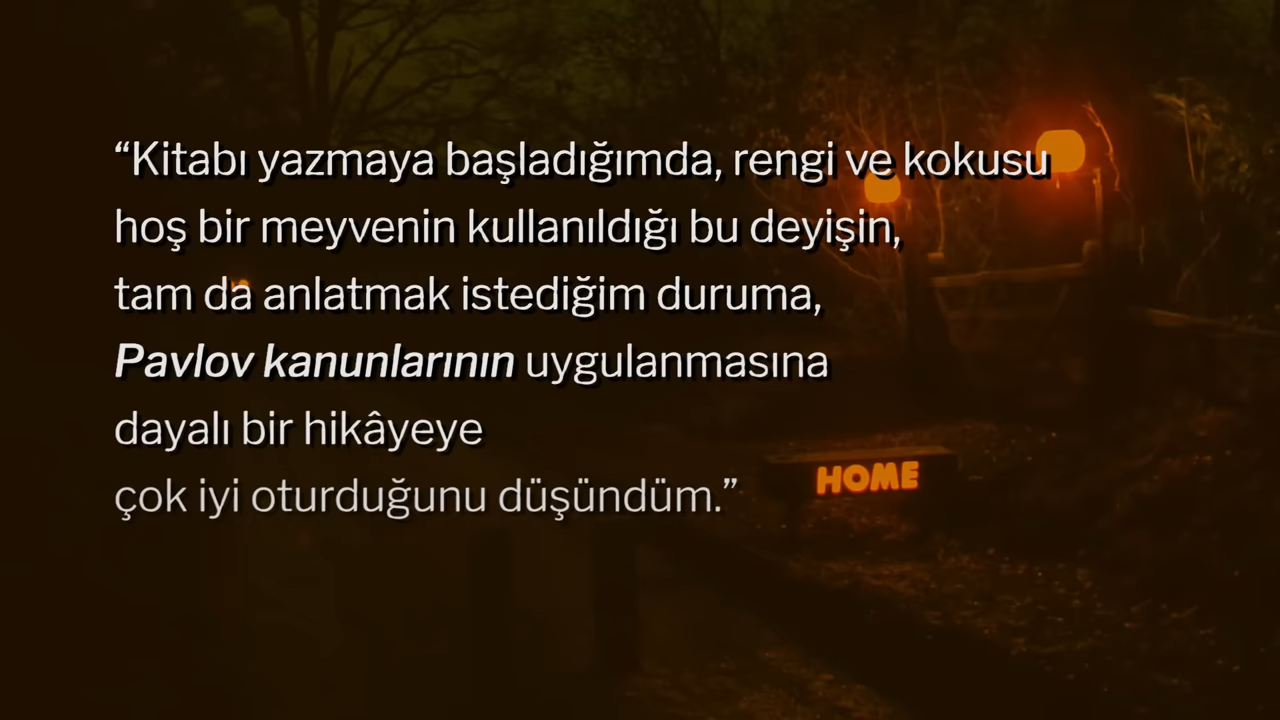 “Kitabı yazmaya başladığımda, rengi ve kokusu
hoş bir meyvenin kullanıldığı bu deyişin,
tam da anlatmak istediğim duruma,
Pavlov kanunlarının uygulanmasına
dayalı bir hikâyeye
çok iyi oturduğunu düşündüm.”
HOME